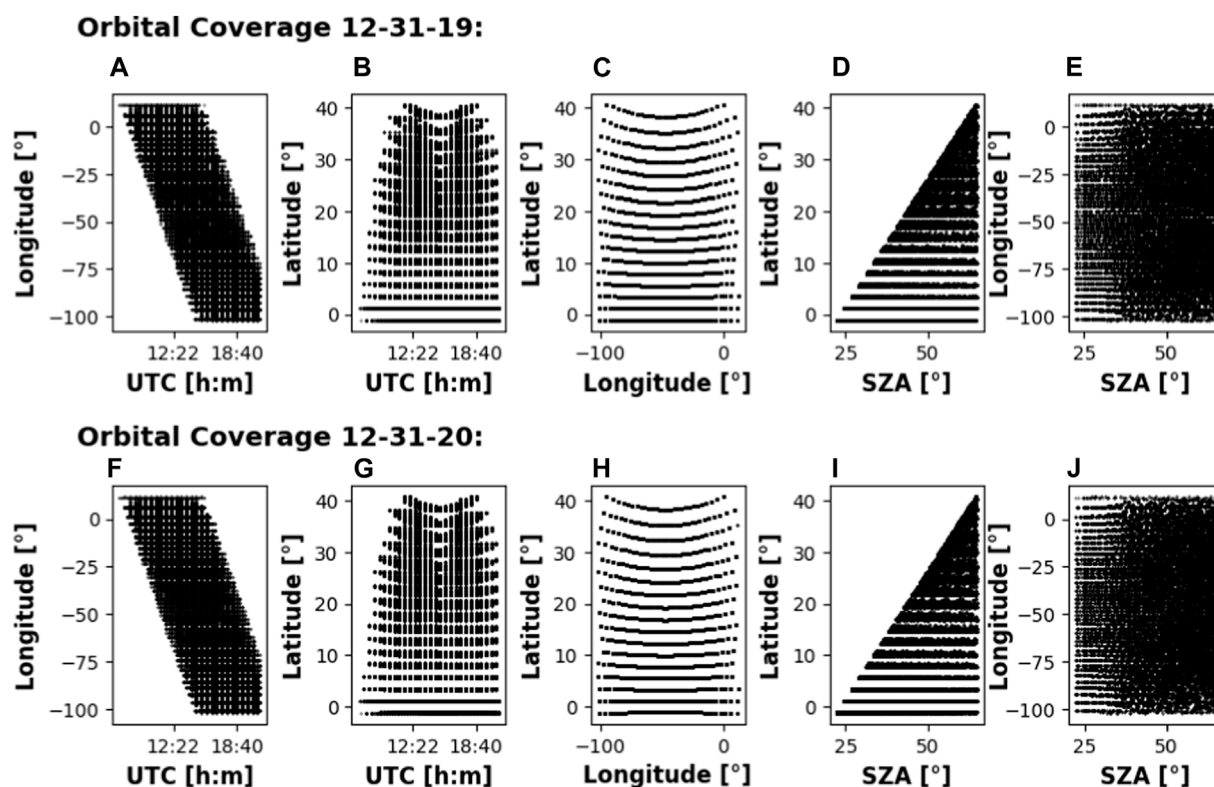 Orbital Coverage 12-31-19:
A B C D E
Longitude [°] Latitude [°] Latitude [°] Latitude [°] Longitude [°]
0 40 40 40 0
−25 30 30 30 −25
−50 20 20 20 −50
−75 10 10 10 −75
−100 0 0 0 −100
12:22 18:40 12:22 18:40 −100 0 25 50 25 50
UTC [h:m] UTC [h:m] Longitude [°] SZA [°] SZA [°]
Orbital Coverage 12-31-20:
F G H I J
Longitude [°] Latitude [°] Latitude [°] Latitude [°] Longitude [°]
0 40 40 40 0
−25 30 30 30 −25
−50 20 20 20 −50
−75 10 10 10 −75
−100 0 0 0 −100
12:22 18:40 12:22 18:40 −100 0 25 50 25 50
UTC [h:m] UTC [h:m] Longitude [°] SZA [°] SZA [°]